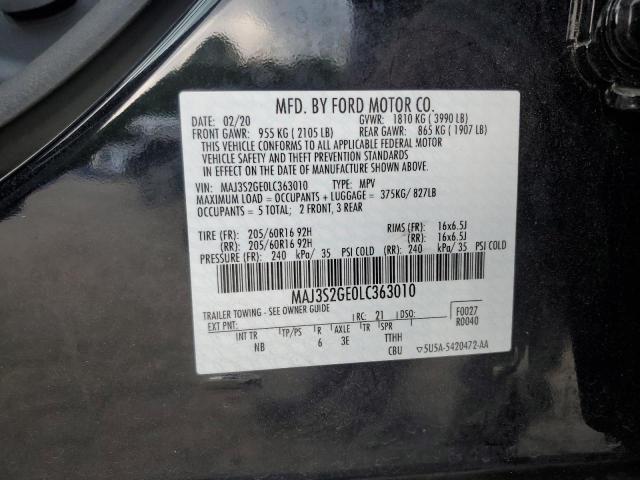 MFD. BY FORD MOTOR CO.
DATE: 02/20 GVWR: 1810 KG ( 3990 LB)
FRONT GAWR: 955 KG ( 2105 LB) REAR GAWR: 865 KG ( 1907 LB)
THIS VEHICLE CONFORMS TO ALL APPLICABLE FEDERAL MOTOR
VEHICLE SAFETY AND THEFT PREVENTION STANDARDS
IN EFFECT ON THE DATE OF MANUFACTURE SHOWN ABOVE.
VIN: MAJ3S2GE0LC363010 TYPE: MPV
MAXIMUM LOAD = OCCUPANTS + LUGGAGE = 375KG/ 827LB
OCCUPANTS = 5 TOTAL; 2 FRONT, 3 REAR
TIRE (FR): 205/60R16 92H RIMS (FR): 16x6.5J
(RR): 205/60R16 92H (RR): 16x6.5J
PRESSURE (FR): 240 kPa/ 35 PSI COLD (RR): 240 kPa/ 35 PSI COLD
MAJ3S2GE0LC363010
TRAILER TOWING - SEE OWNER GUIDE
EXT PNT: RC: 21 DSO: F0027
R0040
INT TR TP/PS R AXLE TR SPR
NB 6 3E TTHH
CBU ▽5U5A-5420472-AA